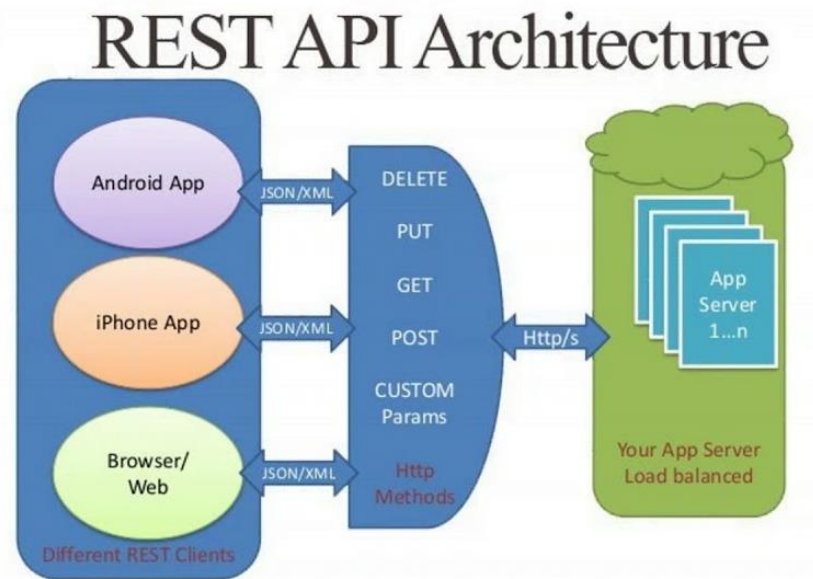 REST API Architecture
Android App
iPhone App
Browser/
Web
Different REST Clients
JSON/XML
JSON/XML
JSON/XML
DELETE
PUT
GET
POST
CUSTOM
Params
Http
Methods
Http/s
App
Server
1...n
Your App Server
Load balanced